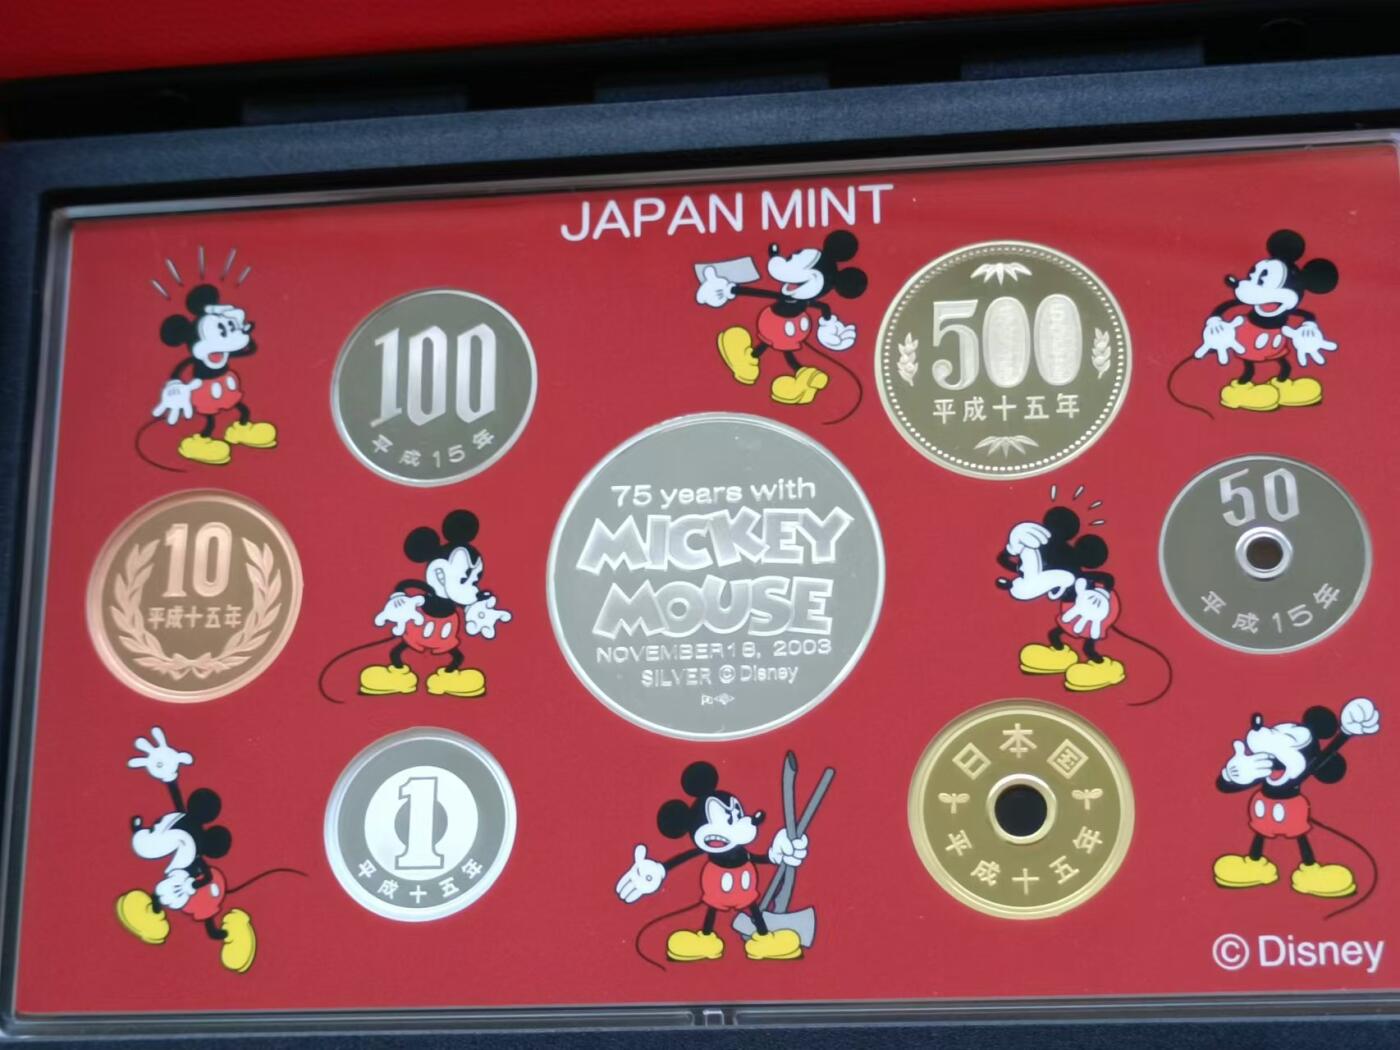 JAPAN MINT
100
平成15年
500
平成十五年
75 years with
MICKEY
MOUSE
NOVEMBER 18, 2003
SILVER © Disney
50
平成15年
10
平成十五年
1
平成十五年
日本国
平成十五年
© Disney